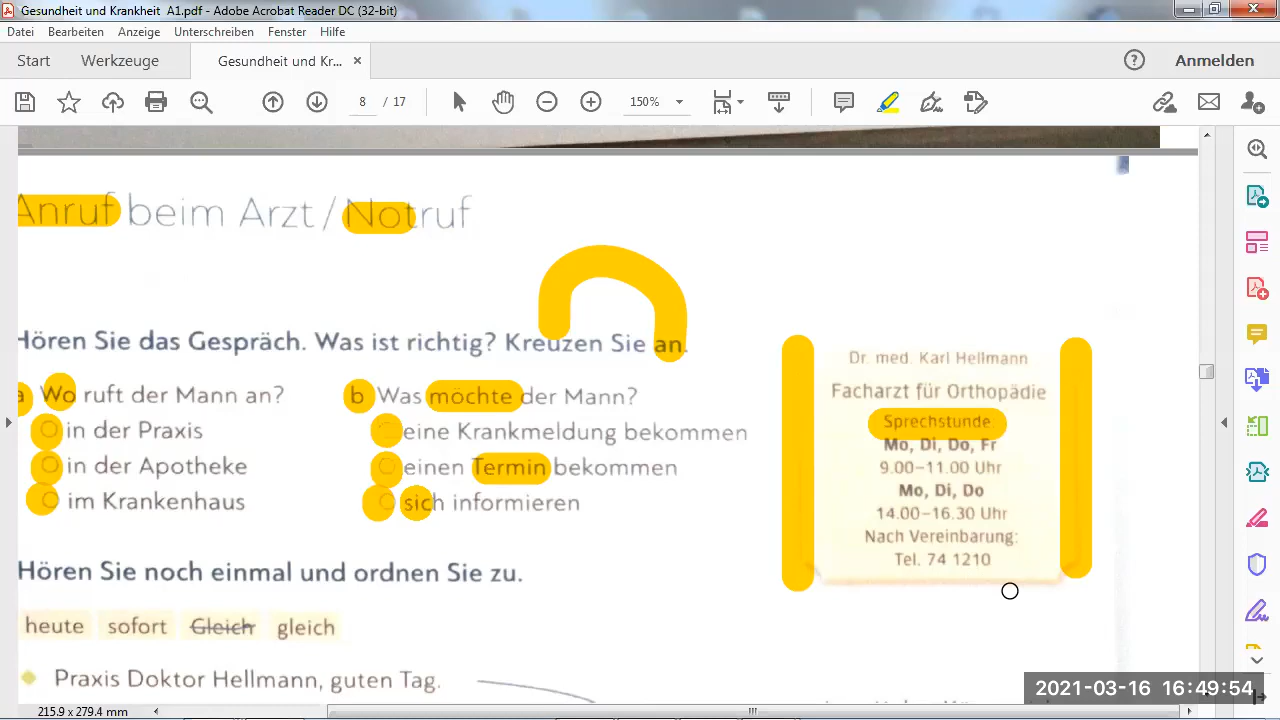 Gesundheit und Krankheit A1.pdf - Adobe Acrobat Reader DC (32-bit)
Datei Bearbeiten Anzeige Unterschreiben Fenster Hilfe
Start Werkzeuge Gesundheit und Kr... × Anmelden
8 / 17 150%
Anruf beim Arzt / Notruf
Hören Sie das Gespräch. Was ist richtig? Kreuzen Sie an.
a Wo ruft der Mann an?
in der Praxis
in der Apotheke
im Krankenhaus
b Was möchte der Mann?
eine Krankmeldung bekommen
einen Termin bekommen
sich informieren
Dr. med. Karl Hellmann
Facharzt für Orthopädie
Sprechstunde
Mo, Di, Do, Fr
9.00–11.00 Uhr
Mo, Di, Do
14.00–16.30 Uhr
Nach Vereinbarung:
Tel. 74 1210
Hören Sie noch einmal und ordnen Sie zu.
heute sofort Gleich gleich
Praxis Doktor Hellmann, guten Tag.
215.9 x 279.4 mm
2021-03-16 16:49:54